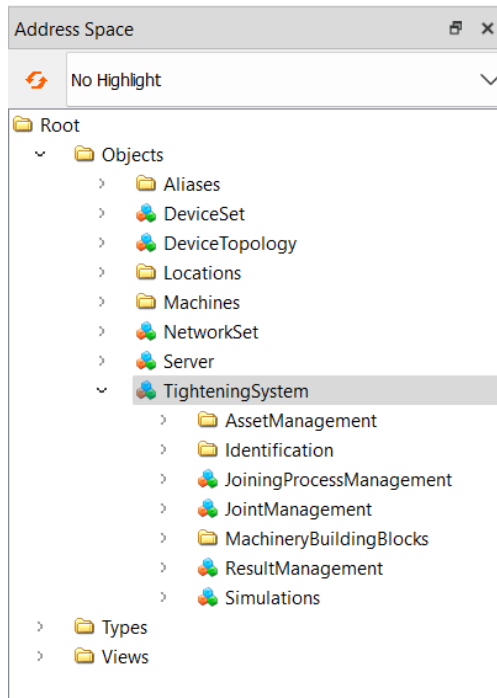 Address Space
No Highlight
Root
Objects
Aliases
DeviceSet
DeviceTopology
Locations
Machines
NetworkSet
Server
TighteningSystem
AssetManagement
Identification
JoiningProcessManagement
JointManagement
MachineryBuildingBlocks
ResultManagement
Simulations
Types
Views